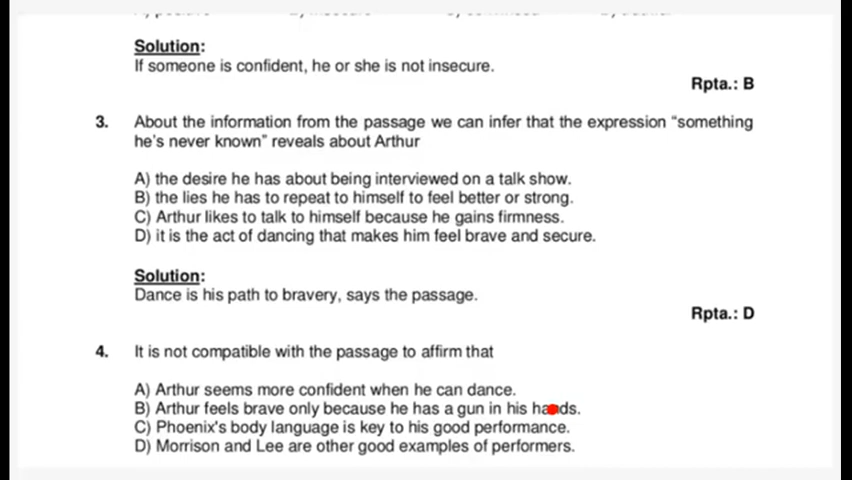 Solution:
If someone is confident, he or she is not insecure.
Rpta.: B
3. About the information from the passage we can infer that the expression “something
he's never known” reveals about Arthur
A) the desire he has about being interviewed on a talk show.
B) the lies he has to repeat to himself to feel better or strong.
C) Arthur likes to talk to himself because he gains firmness.
D) it is the act of dancing that makes him feel brave and secure.
Solution:
Dance is his path to bravery, says the passage.
Rpta.: D
4. It is not compatible with the passage to affirm that
A) Arthur seems more confident when he can dance.
B) Arthur feels brave only because he has a gun in his hands.
C) Phoenix's body language is key to his good performance.
D) Morrison and Lee are other good examples of performers.